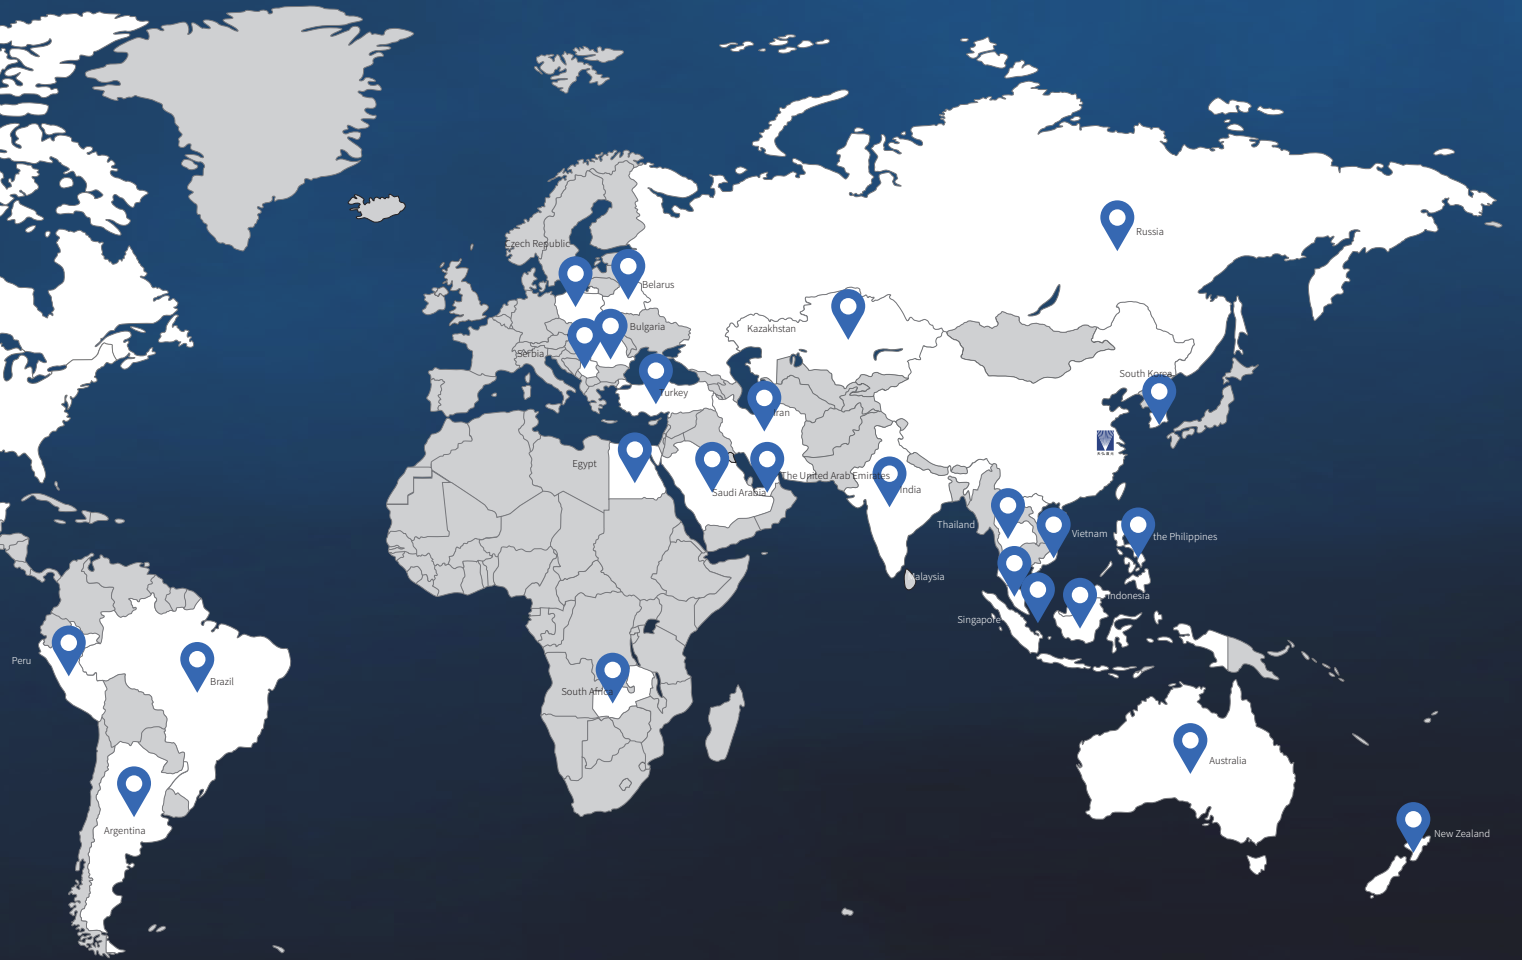 Russia
Czech Republic
Belarus
Bulgaria
Kazakhstan
Serbia
South Korea
Turkey
Iran
Egypt
The United Arab Emirates
India
Saudi Arabia
Thailand
Vietnam
the Philippines
Malaysia
Indonesia
Singapore
Peru
Brazil
South Africa
Australia
Argentina
New Zealand